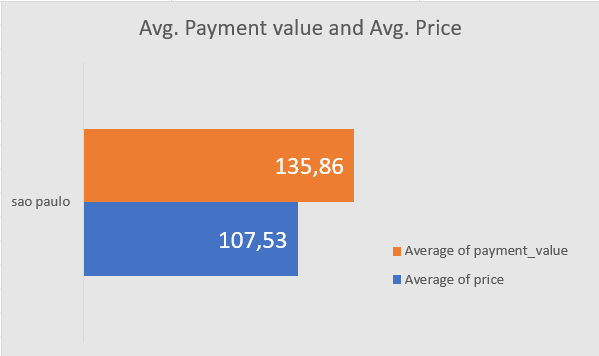 Avg. Payment value and Avg. Price
135,86
sao paulo
107,53
Average of payment_value
Average of price